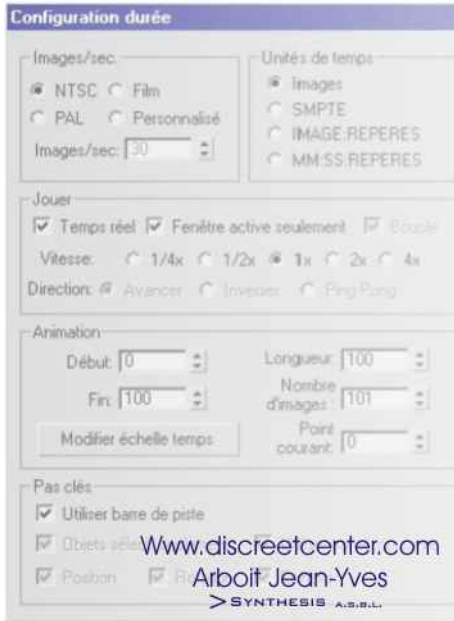 Configuration durée
Images/sec.
NTSC Film
PAL Personnalisé
Images/sec: 30
Unités de temps
Images
SMPTE
IMAGE:REPERES
MM:SS:REPERES
Jouer
Temps réel Fenêtre active seulement Boucle
Vitesse: 1/4x 1/2x 1x 2x 4x
Direction: Avancer Inverser Ping Pong
Animation
Début: 0
Longueur: 100
Fin: 100
Nombre d'images : 101
Modifier échelle temps
Point courant: 0
Pas clés
Utiliser barre de piste
Objets
Position
Www.discreetcenter.com
Arboit Jean-Yves
>SYNTHESIS A.S.B.L.